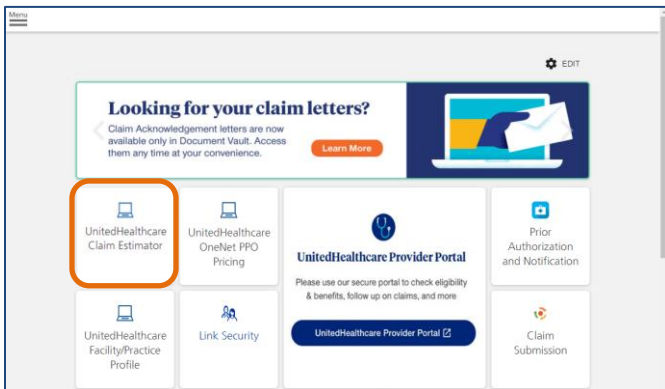 Menu
EDIT
Looking for your claim letters?
Claim Acknowledgement letters are now
available only in Document Vault. Access
them any time at your convenience.
Learn More
UnitedHealthcare
Claim Estimator
UnitedHealthcare
OneNet PPO
Pricing
UnitedHealthcare Provider Portal
Please use our secure portal to check eligibility
& benefits, follow up on claims, and more
UnitedHealthcare Provider Portal
Prior
Authorization
and Notification
UnitedHealthcare
Facility/Practice
Profile
Link Security
Claim
Submission